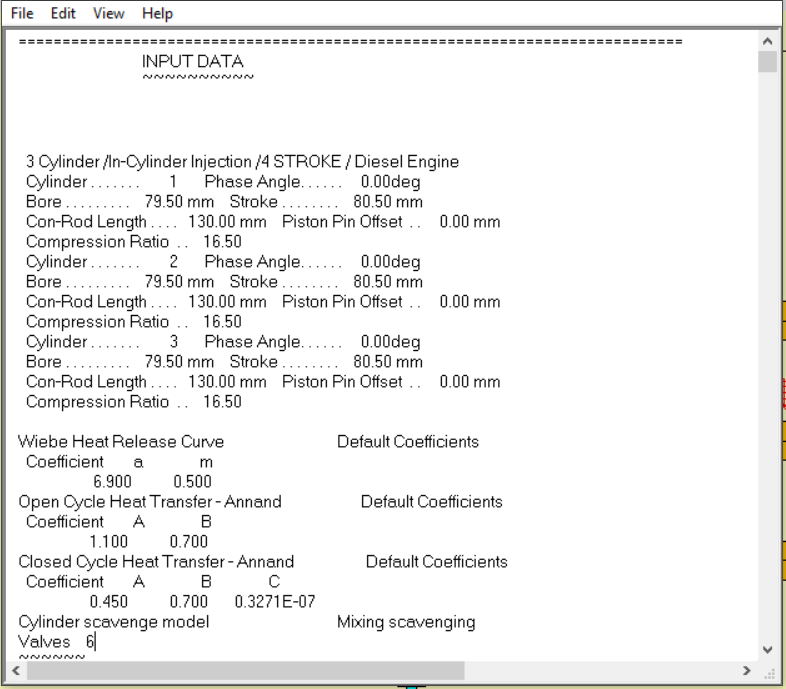 File Edit View Help
=================================================================
INPUT DATA
~~~~~~~~~~
3 Cylinder /In-Cylinder Injection /4 STROKE / Diesel Engine
Cylinder . . . . . . . 1 Phase Angle. . . . . . 0.00deg
Bore . . . . . . . . . 79.50 mm Stroke . . . . . . . . 80.50 mm
Con-Rod Length . . . . 130.00 mm Piston Pin Offset . . 0.00 mm
Compression Ratio . . 16.50
Cylinder . . . . . . . 2 Phase Angle. . . . . . 0.00deg
Bore . . . . . . . . . 79.50 mm Stroke . . . . . . . . 80.50 mm
Con-Rod Length . . . . 130.00 mm Piston Pin Offset . . 0.00 mm
Compression Ratio . . 16.50
Cylinder . . . . . . . 3 Phase Angle. . . . . . 0.00deg
Bore . . . . . . . . . 79.50 mm Stroke . . . . . . . . 80.50 mm
Con-Rod Length . . . . 130.00 mm Piston Pin Offset . . 0.00 mm
Compression Ratio . . 16.50
Wiebe Heat Release Curve Default Coefficients
Coefficient a m
6.900 0.500
Open Cycle Heat Transfer - Annand Default Coefficients
Coefficient A B
1.100 0.700
Closed Cycle Heat Transfer - Annand Default Coefficients
Coefficient A B C
0.450 0.700 0.3271E-07
Cylinder scavenge model Mixing scavenging
Valves 6
~~~~~~